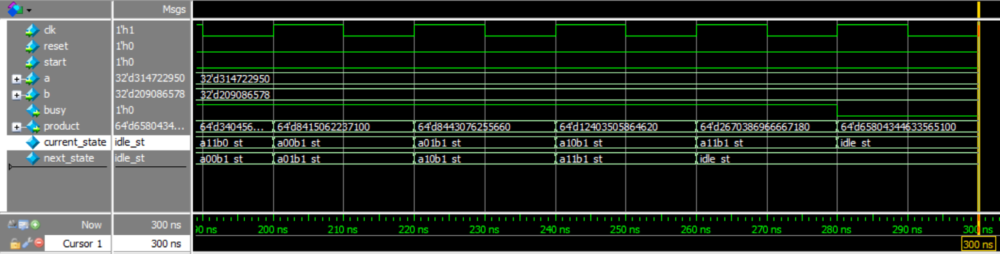 Msgs
clk 1'h1
reset 1'h0
start 1'h0
a 32'd314722950 32'd314722950
b 32'd209086578 32'd209086578
busy 1'h0
product 64'd6580434... 64'd340456... 64'd8415062237100 64'd8443076255660 64'd12403505864620 64'd2670386966667180 64'd65804344633565100
current_state idle_st a11b0_st a00b1_st a01b1_st a10b1_st a11b1_st idle_st
next_state idle_st a00b1_st a01b1_st a10b1_st a11b1_st idle_st
Now 300 ns 200 ns 210 ns 220 ns 230 ns 240 ns 250 ns 260 ns 270 ns 280 ns 290 ns 300 ns
Cursor 1 300 ns 300 ns